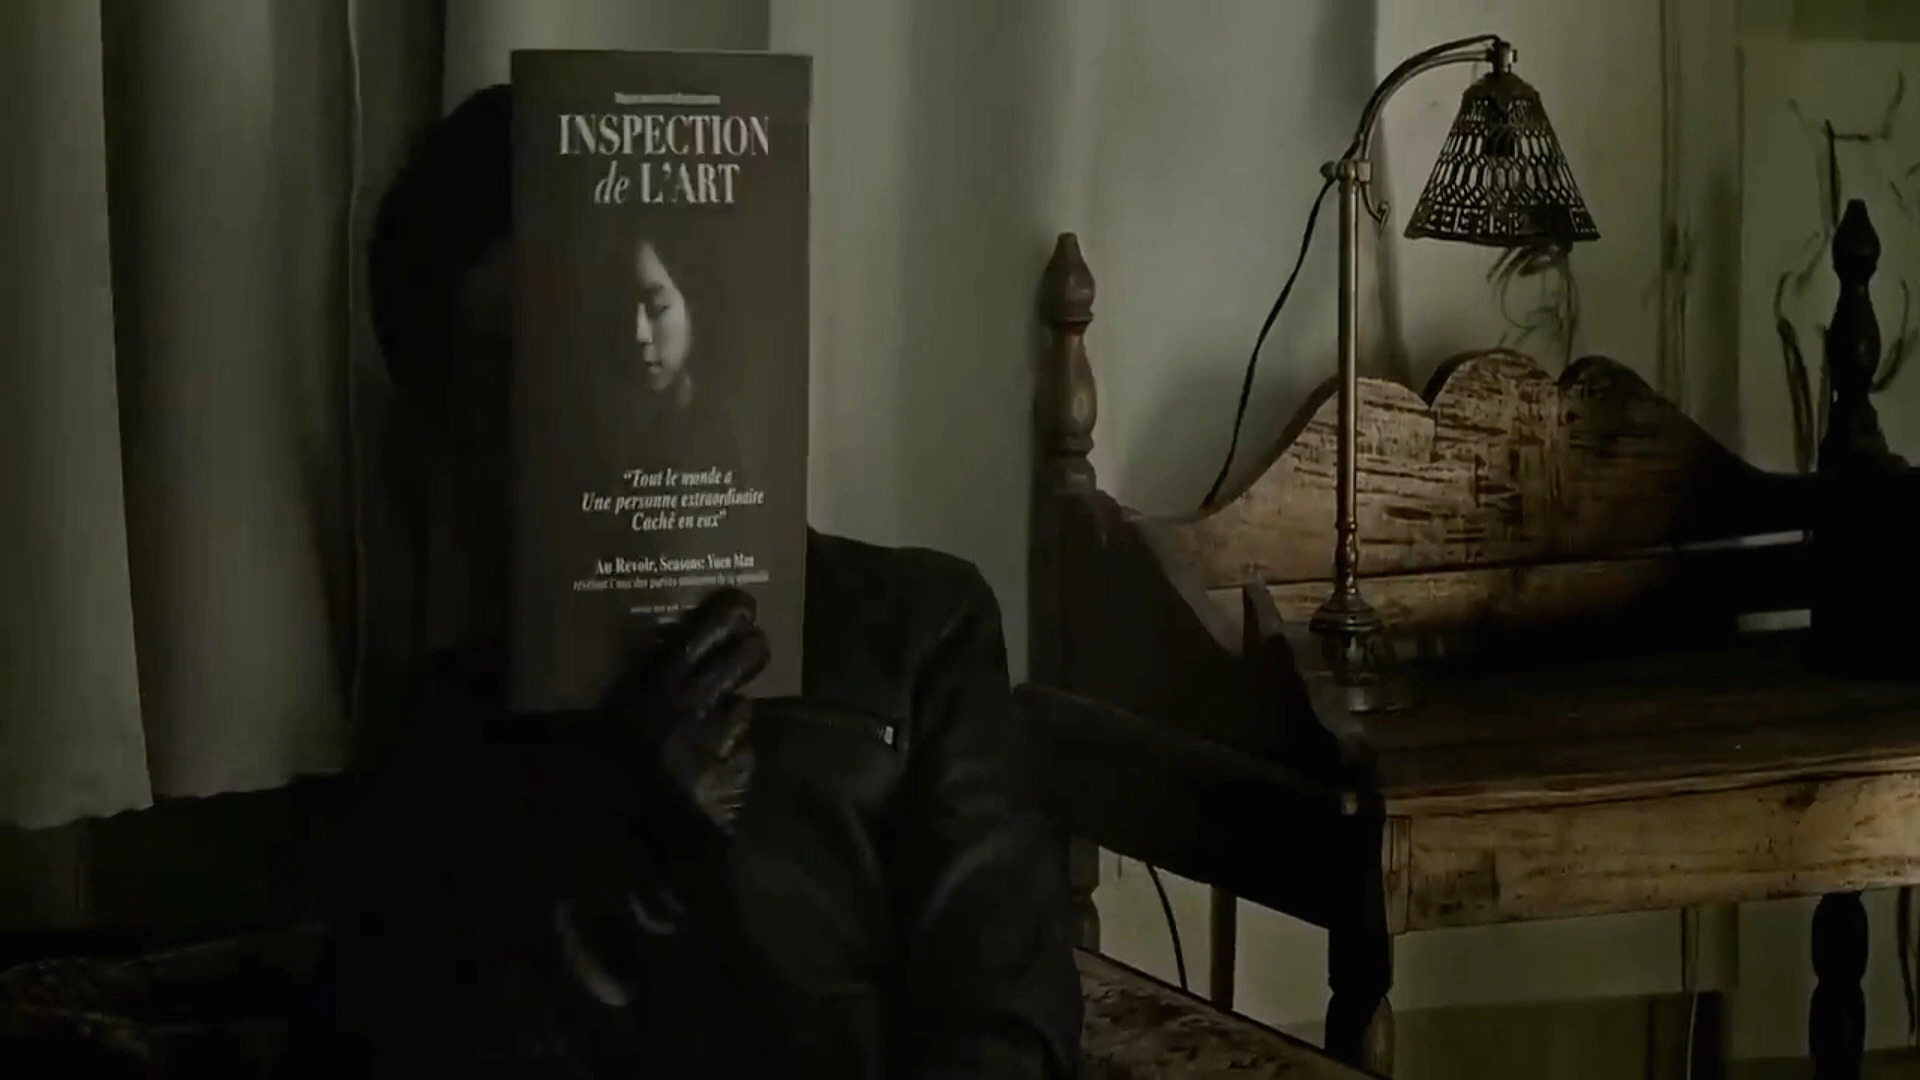 INSPECTION
de L'ART
“Tout le monde a
Une personne extraordinaire
Caché en eux”
Au Revoir, Seasons: Yuen Man